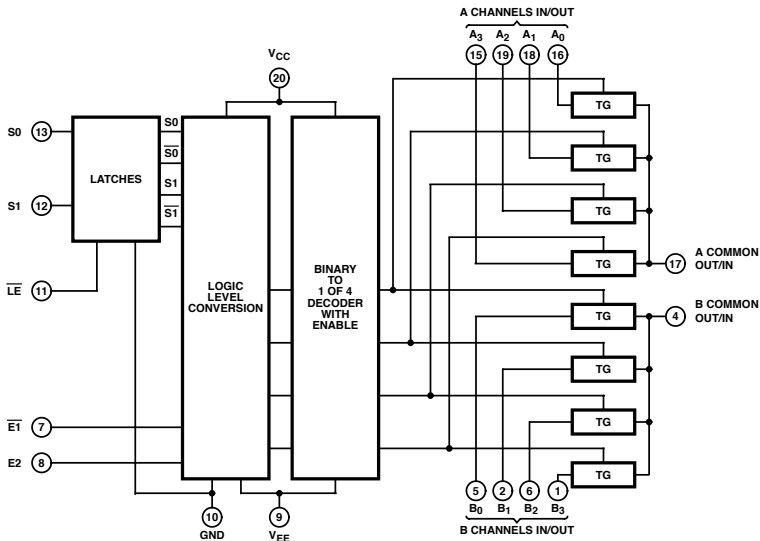 A CHANNELS IN/OUT
A3 A2 A1 A0
15 19 18 16
VCC
20
TG
S0 13
S0
S0
S1
S1
LATCHES
S1 12
TG
TG
LE 11
LOGIC
LEVEL
CONVERSION
BINARY
TO
1 OF 4
DECODER
WITH
ENABLE
TG
17
A COMMON
OUT/IN
TG
4
B COMMON
OUT/IN
TG
E1 7
TG
E2 8
TG
10
GND
9
VEE
5 2 6 1
B0 B1 B2 B3
B CHANNELS IN/OUT